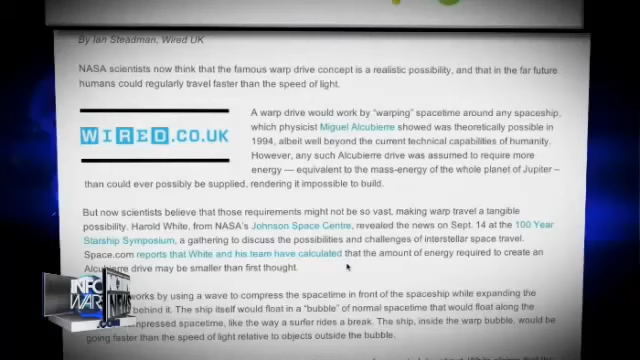 By Ian Steadman, Wired UK
NASA scientists now think that the famous warp drive concept is a realistic possibility, and that in the far future
humans could regularly travel faster than the speed of light.
WIRED.CO.UK
A warp drive would work by “warping” spacetime around any spaceship,
which physicist Miguel Alcubierre showed was theoretically possible in
1994, albeit well beyond the current technical capabilities of humanity.
However, any such Alcubierre drive was assumed to require more
energy — equivalent to the mass-energy of the whole planet of Jupiter –
than could ever possibly be supplied, rendering it impossible to build.
But now scientists believe that those requirements might not be so vast, making warp travel a tangible
possibility. Harold White, from NASA's Johnson Space Centre, revealed the news on Sept. 14 at the 100 Year
Starship Symposium, a gathering to discuss the possibilities and challenges of interstellar space travel.
Space.com reports that White and his team have calculated that the amount of energy required to create an
Alcubierre drive may be smaller than first thought.
works by using a wave to compress the spacetime in front of the spaceship while expanding the
behind it. The ship itself would float in a “bubble” of normal spacetime that would float along the
compressed spacetime, like the way a surfer rides a break. The ship, inside the warp bubble, would be
going faster than the speed of light relative to objects outside the bubble.
INFO
WARS
.COM
NIGHTLY
NEWS